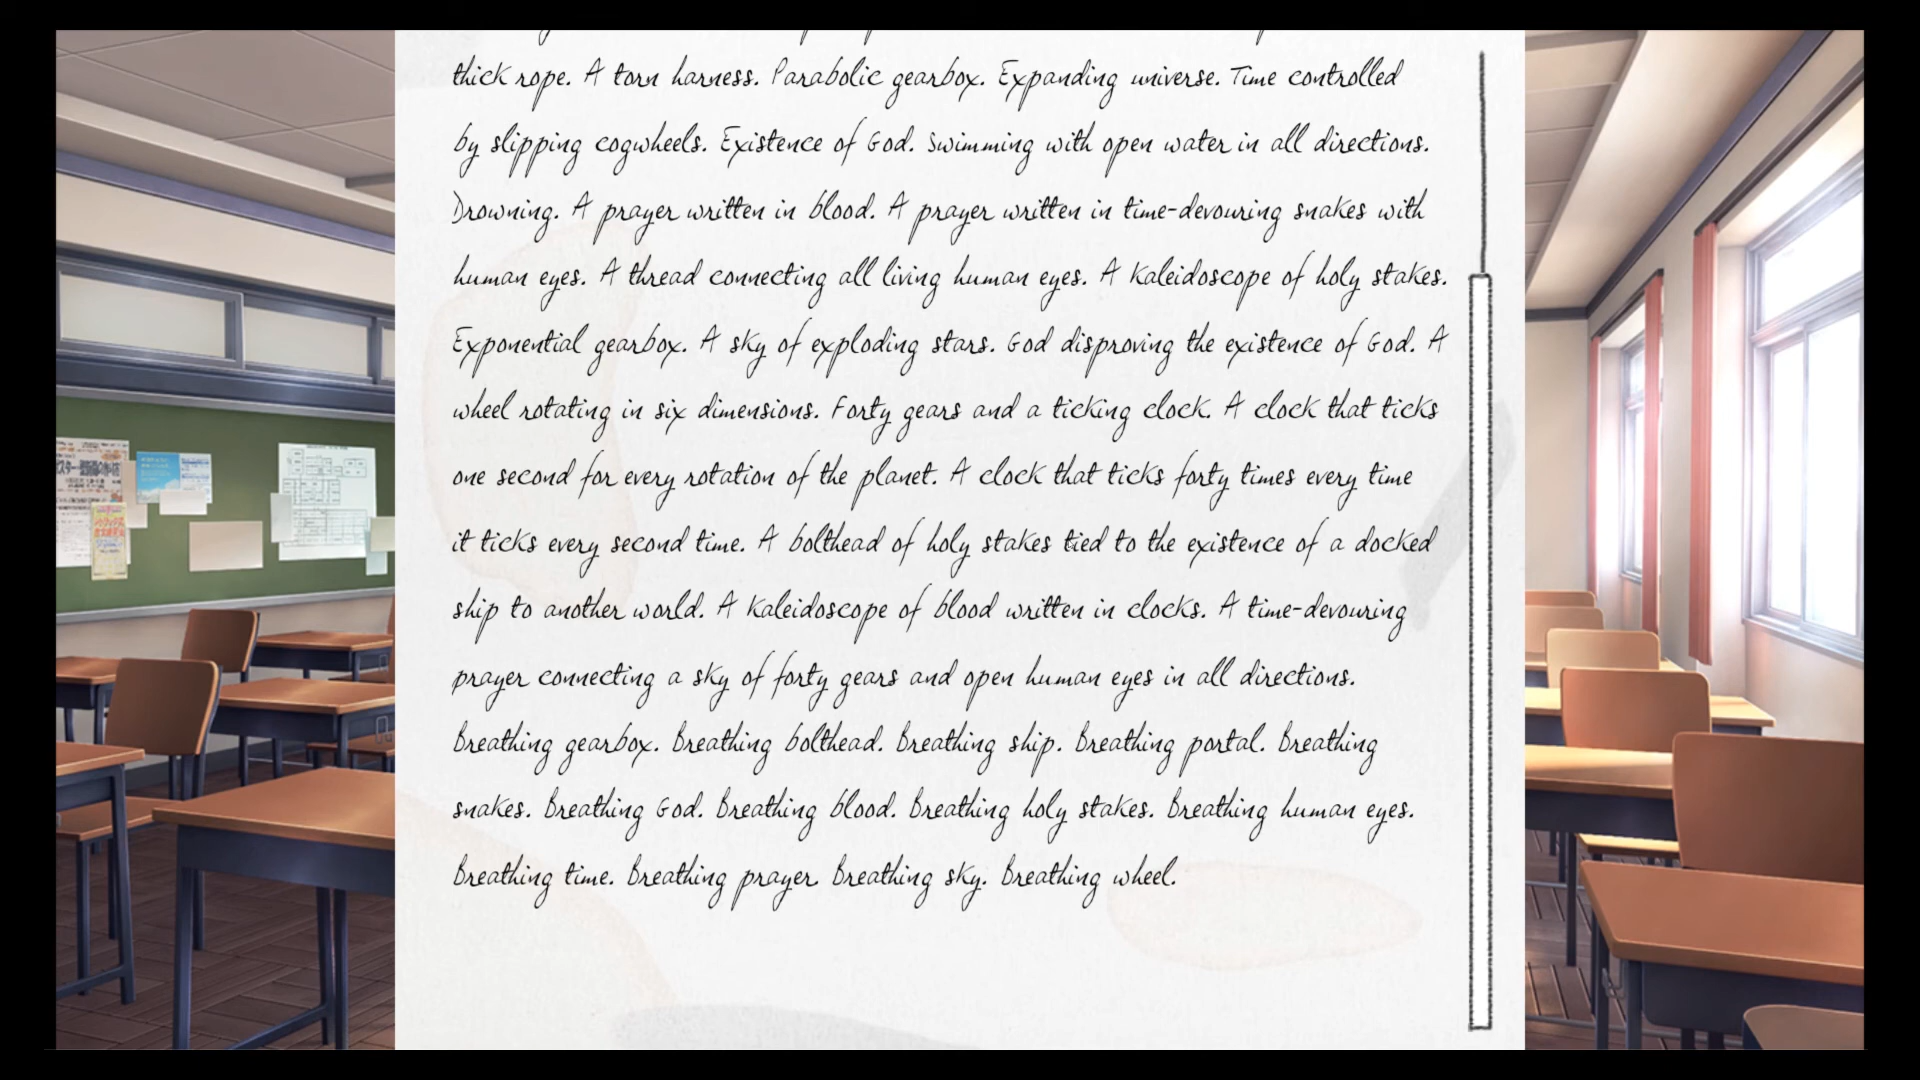 thick rope. A torn harness. Parabolic gearbox. Expanding universe. Time controlled
by slipping cogwheels. Existence of God. Swimming with open water in all directions.
Drowning. A prayer written in blood. A prayer written in time-devouring snakes with
human eyes. A thread connecting all living human eyes. A kaleidoscope of holy stakes.
Exponential gearbox. A sky of exploding stars. God disproving the existence of God. A
wheel rotating in six dimensions. Forty gears and a ticking clock. A clock that ticks
one second for every rotation of the planet. A clock that ticks forty times every time
it ticks every second time. A bolthead of holy stakes tied to the existence of a docked
ship to another world. A kaleidoscope of blood written in clocks. A time-devouring
prayer connecting a sky of forty gears and open human eyes in all directions.
Breathing gearbox. Breathing bolthead. Breathing ship. Breathing portal. Breathing
snakes. Breathing God. Breathing blood. Breathing holy stakes. Breathing human eyes.
Breathing time. Breathing prayer. Breathing sky. Breathing wheel.